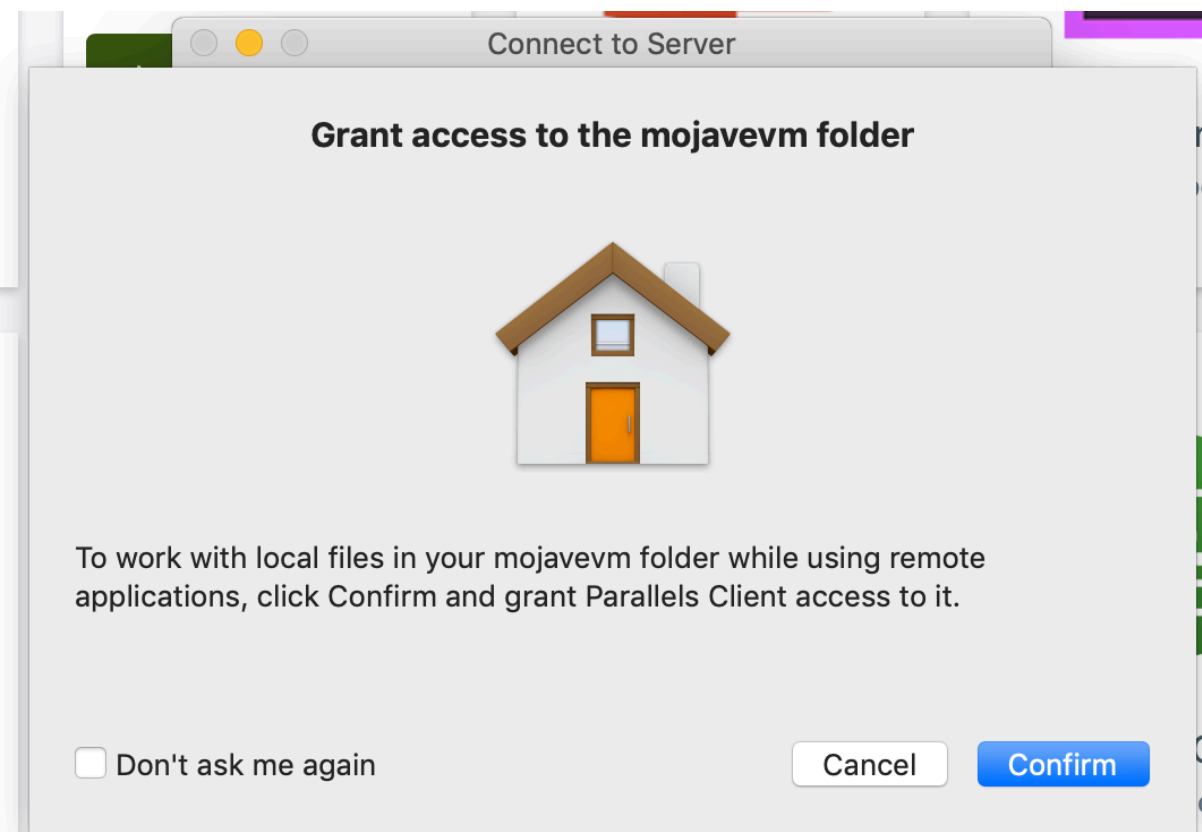 Connect to Server
Grant access to the mojavevm folder
To work with local files in your mojavevm folder while using remote
applications, click Confirm and grant Parallels Client access to it.
Don't ask me again
Cancel
Confirm